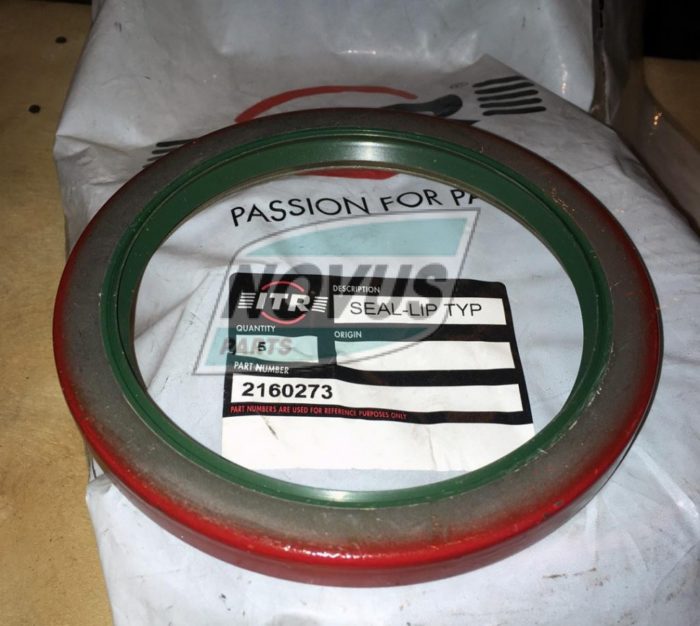 PASSION FOR PA
NOVUS
PARTS
ITR
DESCRIPTION
SEAL-LIP TYP
QUANTITY
5
ORIGIN
PART NUMBER
2160273
PART NUMBERS ARE USED FOR REFERENCE PURPOSES ONLY